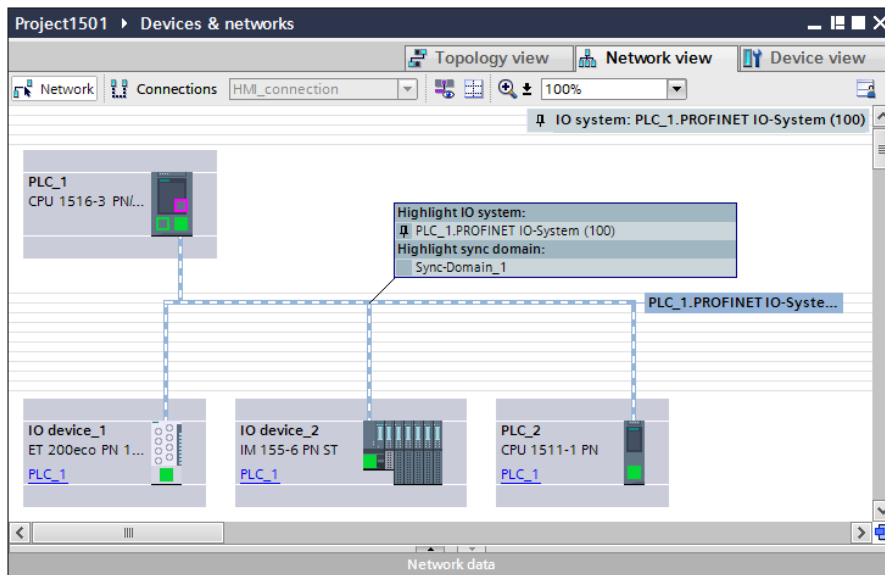 Project1501 ▸ Devices & networks
Topology view Network view Device view
Network Connections HMI_connection 100%
IO system: PLC_1.PROFINET IO-System (100)
PLC_1
CPU 1516-3 PN/...
Highlight IO system:
PLC_1.PROFINET IO-System (100)
Highlight sync domain:
Sync-Domain_1
PLC_1.PROFINET IO-Syste...
IO device_1
ET 200eco PN 1...
PLC_1
IO device_2
IM 155-6 PN ST
PLC_1
PLC_2
CPU 1511-1 PN
PLC_1
Network data